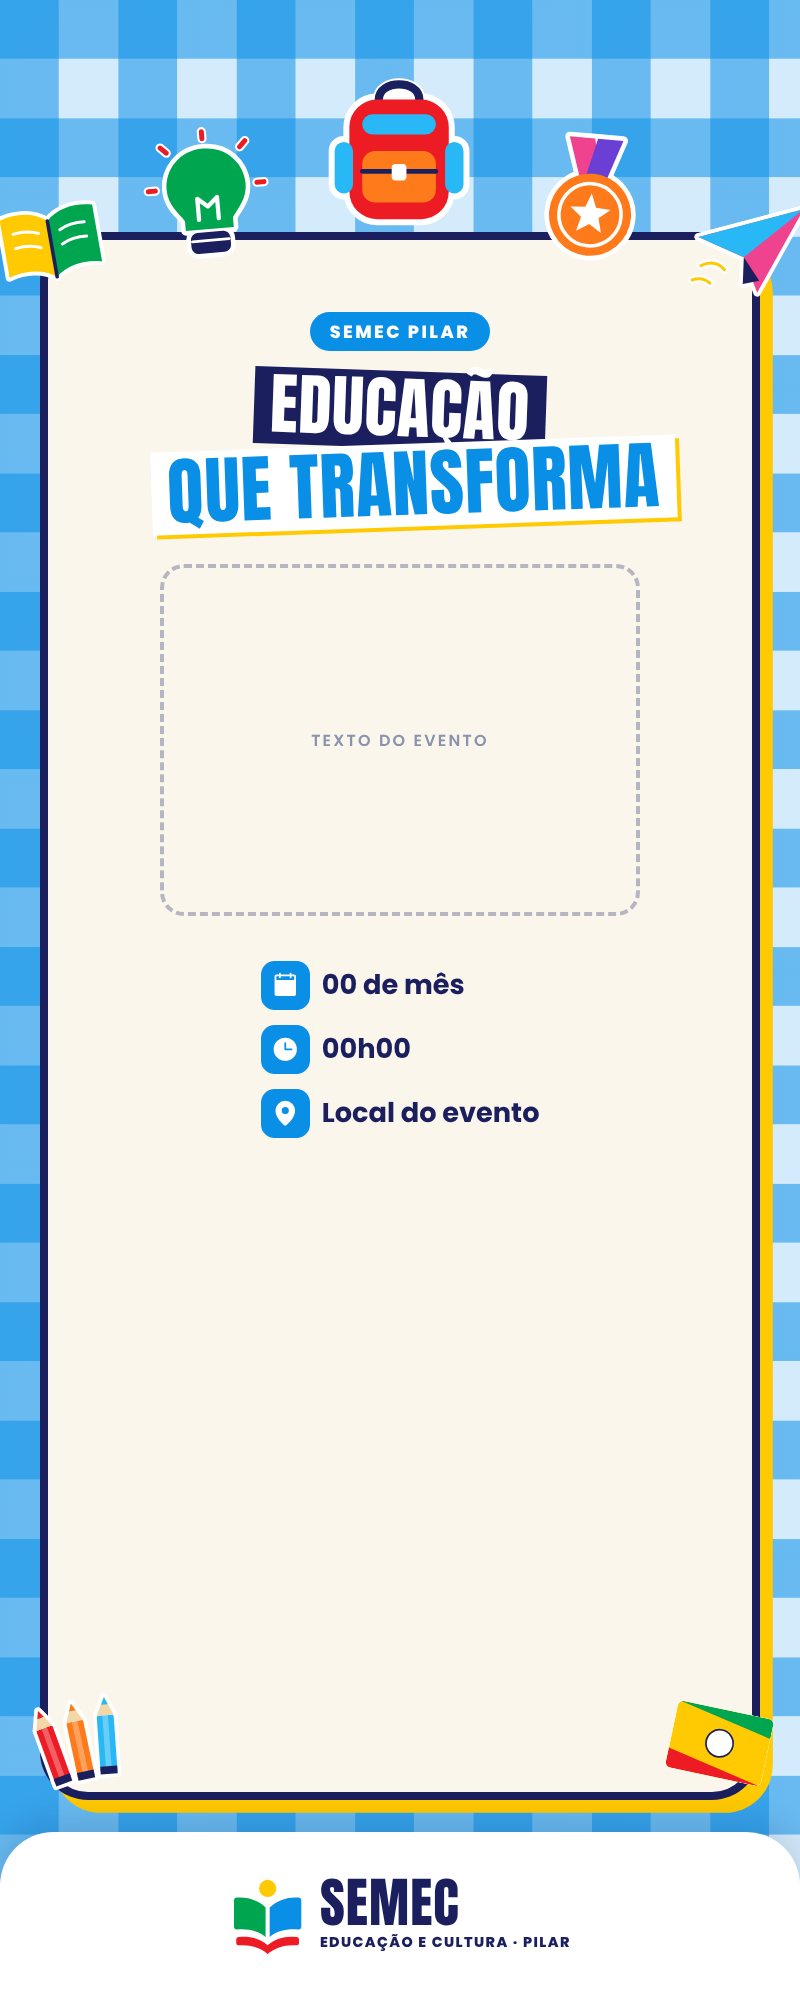 SEMEC PILAR
EDUCAÇÃO
QUE TRANSFORMA
TEXTO DO EVENTO
00 de mês
00h00
Local do evento
SEMEC
EDUCAÇÃO E CULTURA · PILAR